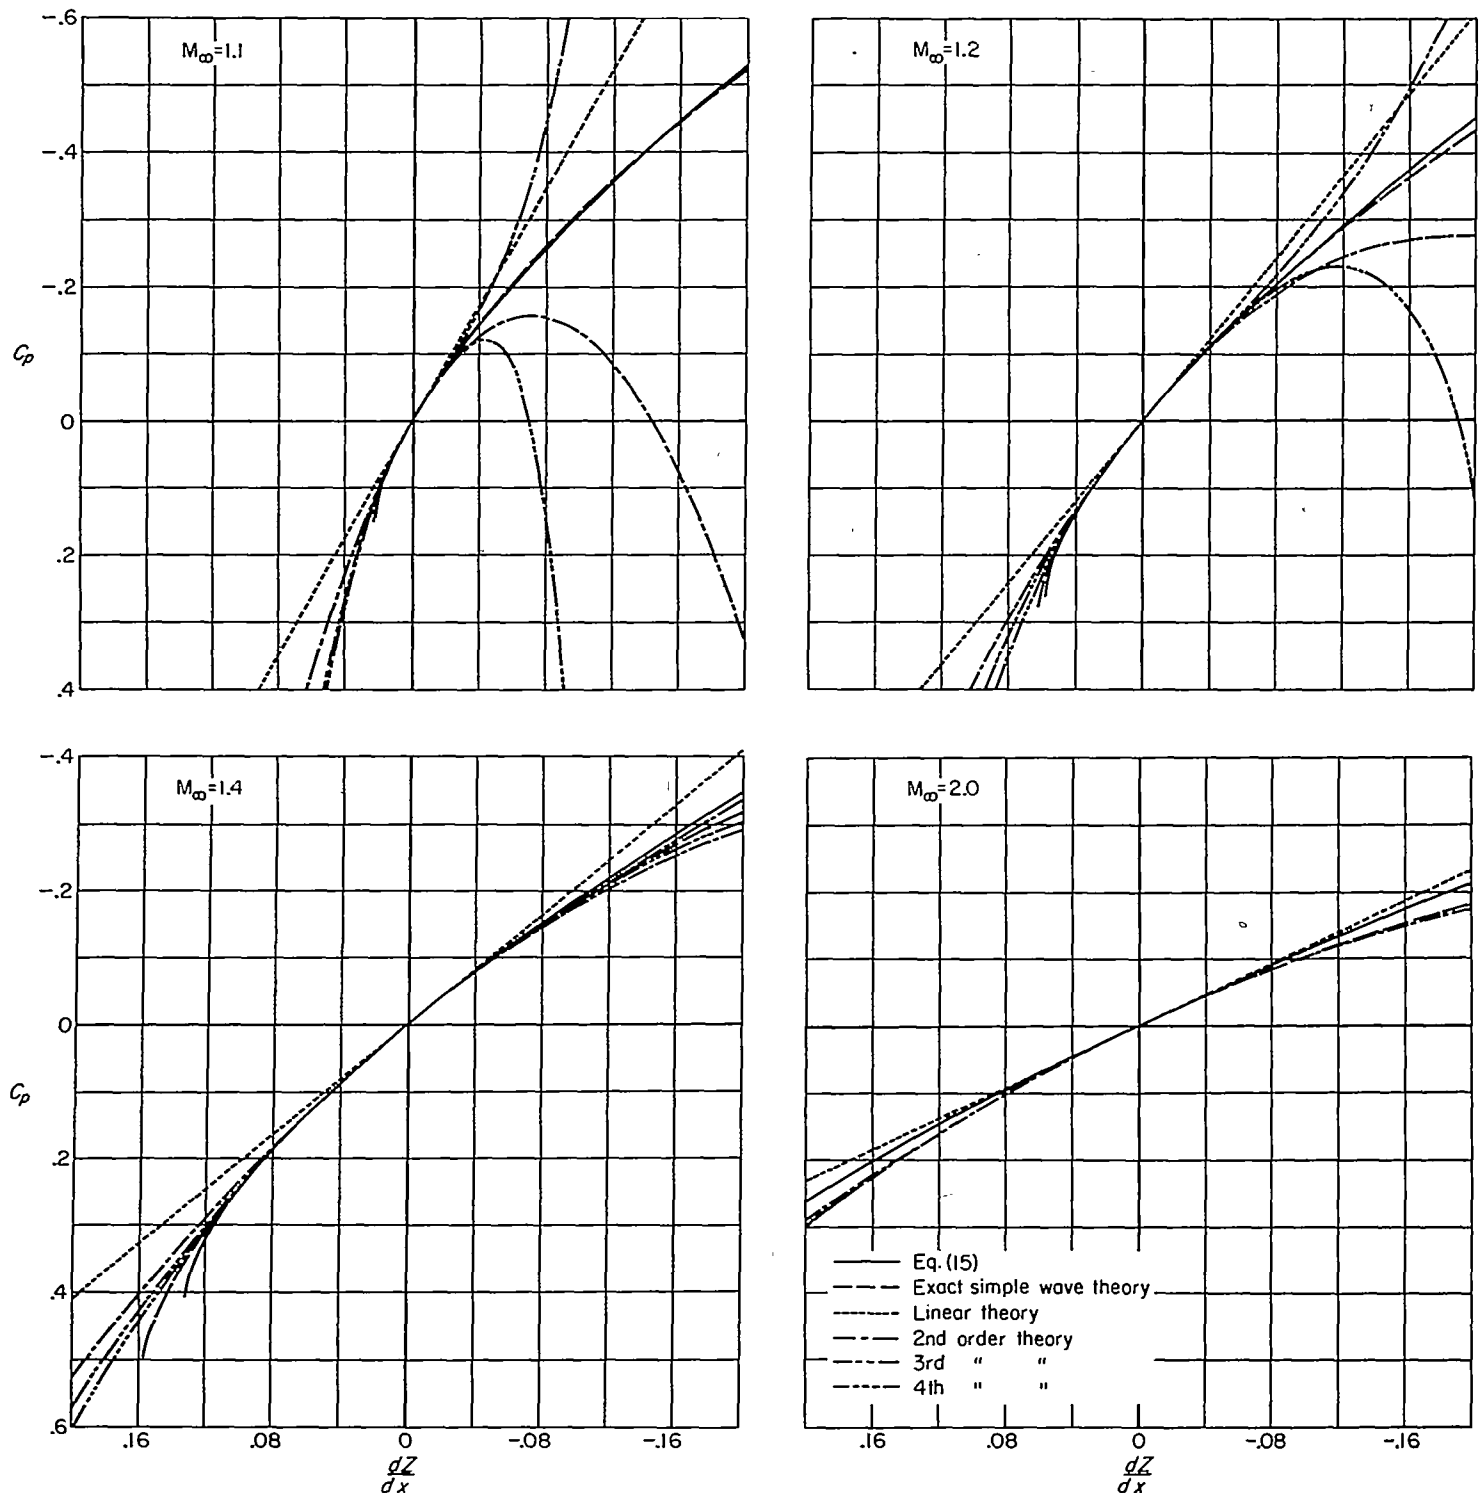 -.6
M∞=1.1
M∞=1.2
-.4
-.2
Cp
0
.2
.4
-.4
M∞=1.4
M∞=2.0
-.2
0
Cp
.2
Eq. (15)
.4
Exact simple wave theory
Linear theory
2nd order theory
3rd " "
4th " "
.6
.16 .08 0 -.08 -.16
.16 .08 0 -.08 -.16
dZ
dx
dZ
dx